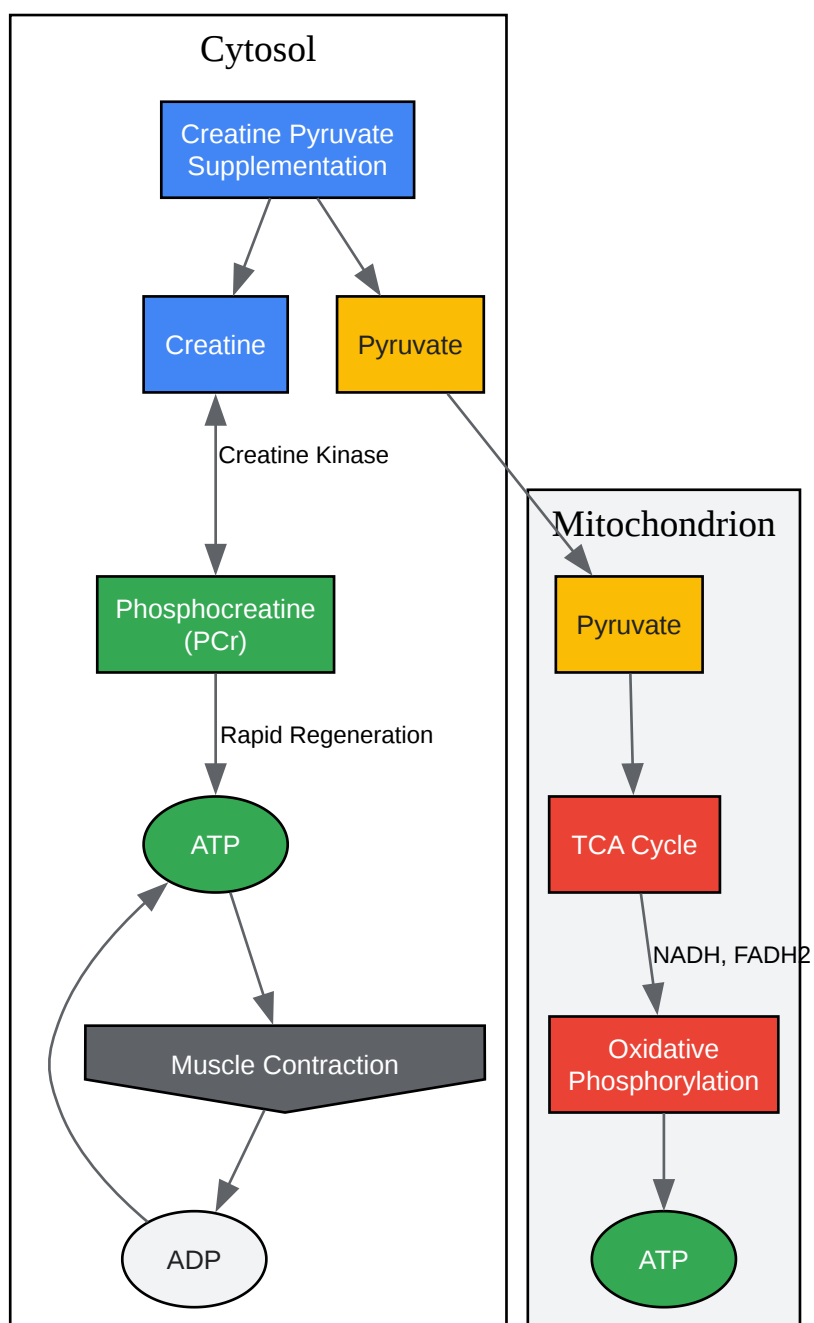 Cytosol
Creatine Pyruvate
Supplementation
Creatine
Pyruvate
Creatine Kinase
Mitochondrion
Phosphocreatine
(PCr)
Pyruvate
Rapid Regeneration
ATP
TCA Cycle
NADH, FADH2
Muscle Contraction
Oxidative
Phosphorylation
ADP
ATP